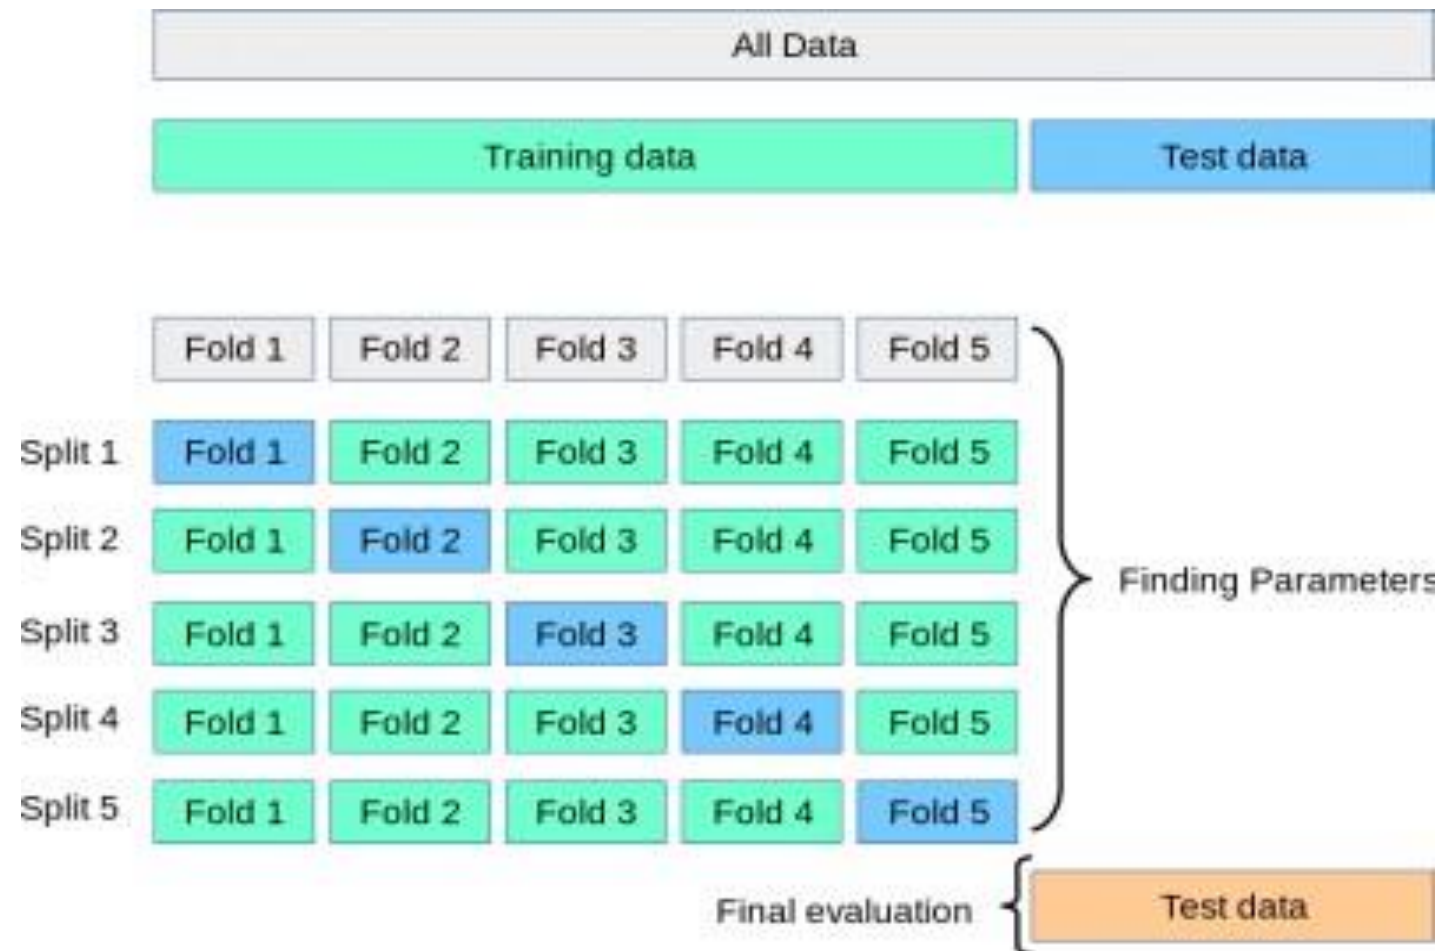 All Data
Training data Test data
Fold 1 Fold 2 Fold 3 Fold 4 Fold 5
Split 1 Fold 1 Fold 2 Fold 3 Fold 4 Fold 5
Split 2 Fold 1 Fold 2 Fold 3 Fold 4 Fold 5
Finding Parameters
Split 3 Fold 1 Fold 2 Fold 3 Fold 4 Fold 5
Split 4 Fold 1 Fold 2 Fold 3 Fold 4 Fold 5
Split 5 Fold 1 Fold 2 Fold 3 Fold 4 Fold 5
Final evaluation Test data